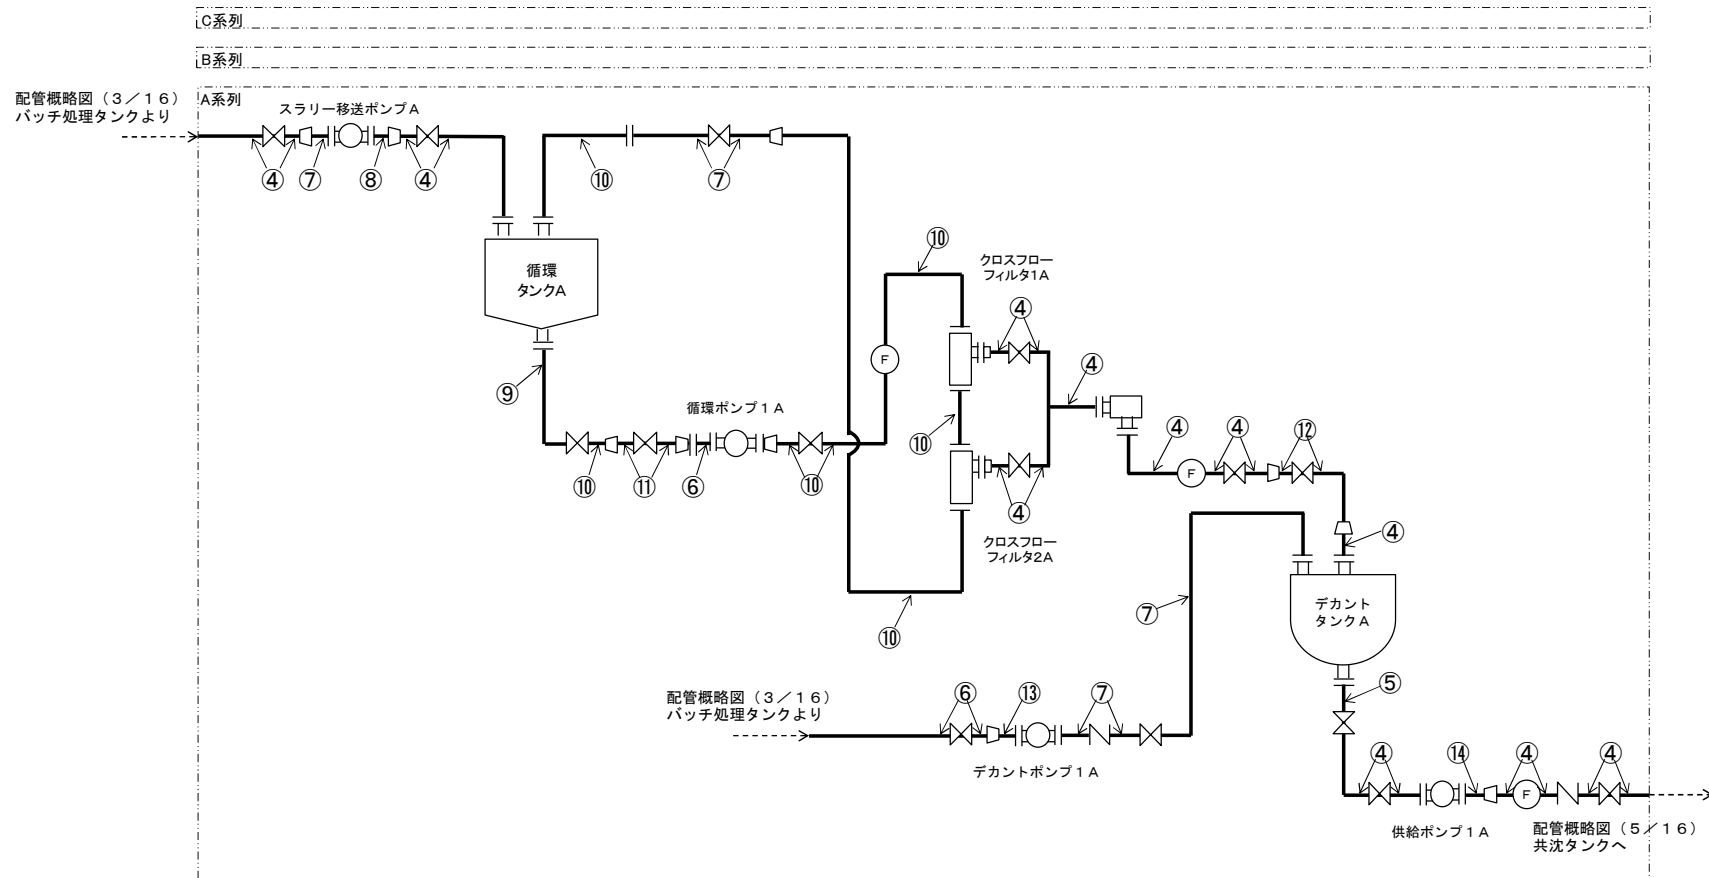 C系列
B系列
A系列
配管概略図（３／１６）
バッチ処理タンクより
スラリー移送ポンプＡ
④
⑦
⑧
④
⑩
⑦
循環
タンクA
⑨
⑩
F
クロスフロー
フィルタ1A
④
④
循環ポンプ１Ａ
⑩
⑪
⑥
⑩
⑩
④
クロスフロー
フィルタ2A
⑩
④
F
④
⑫
④
デカント
タンクＡ
⑦
⑤
配管概略図（３／１６）
バッチ処理タンクより
⑥
⑬
⑦
デカントポンプ１Ａ
④
⑭
④
F
④
供給ポンプ１Ａ
配管概略図（５／１６）
共沈タンクへ